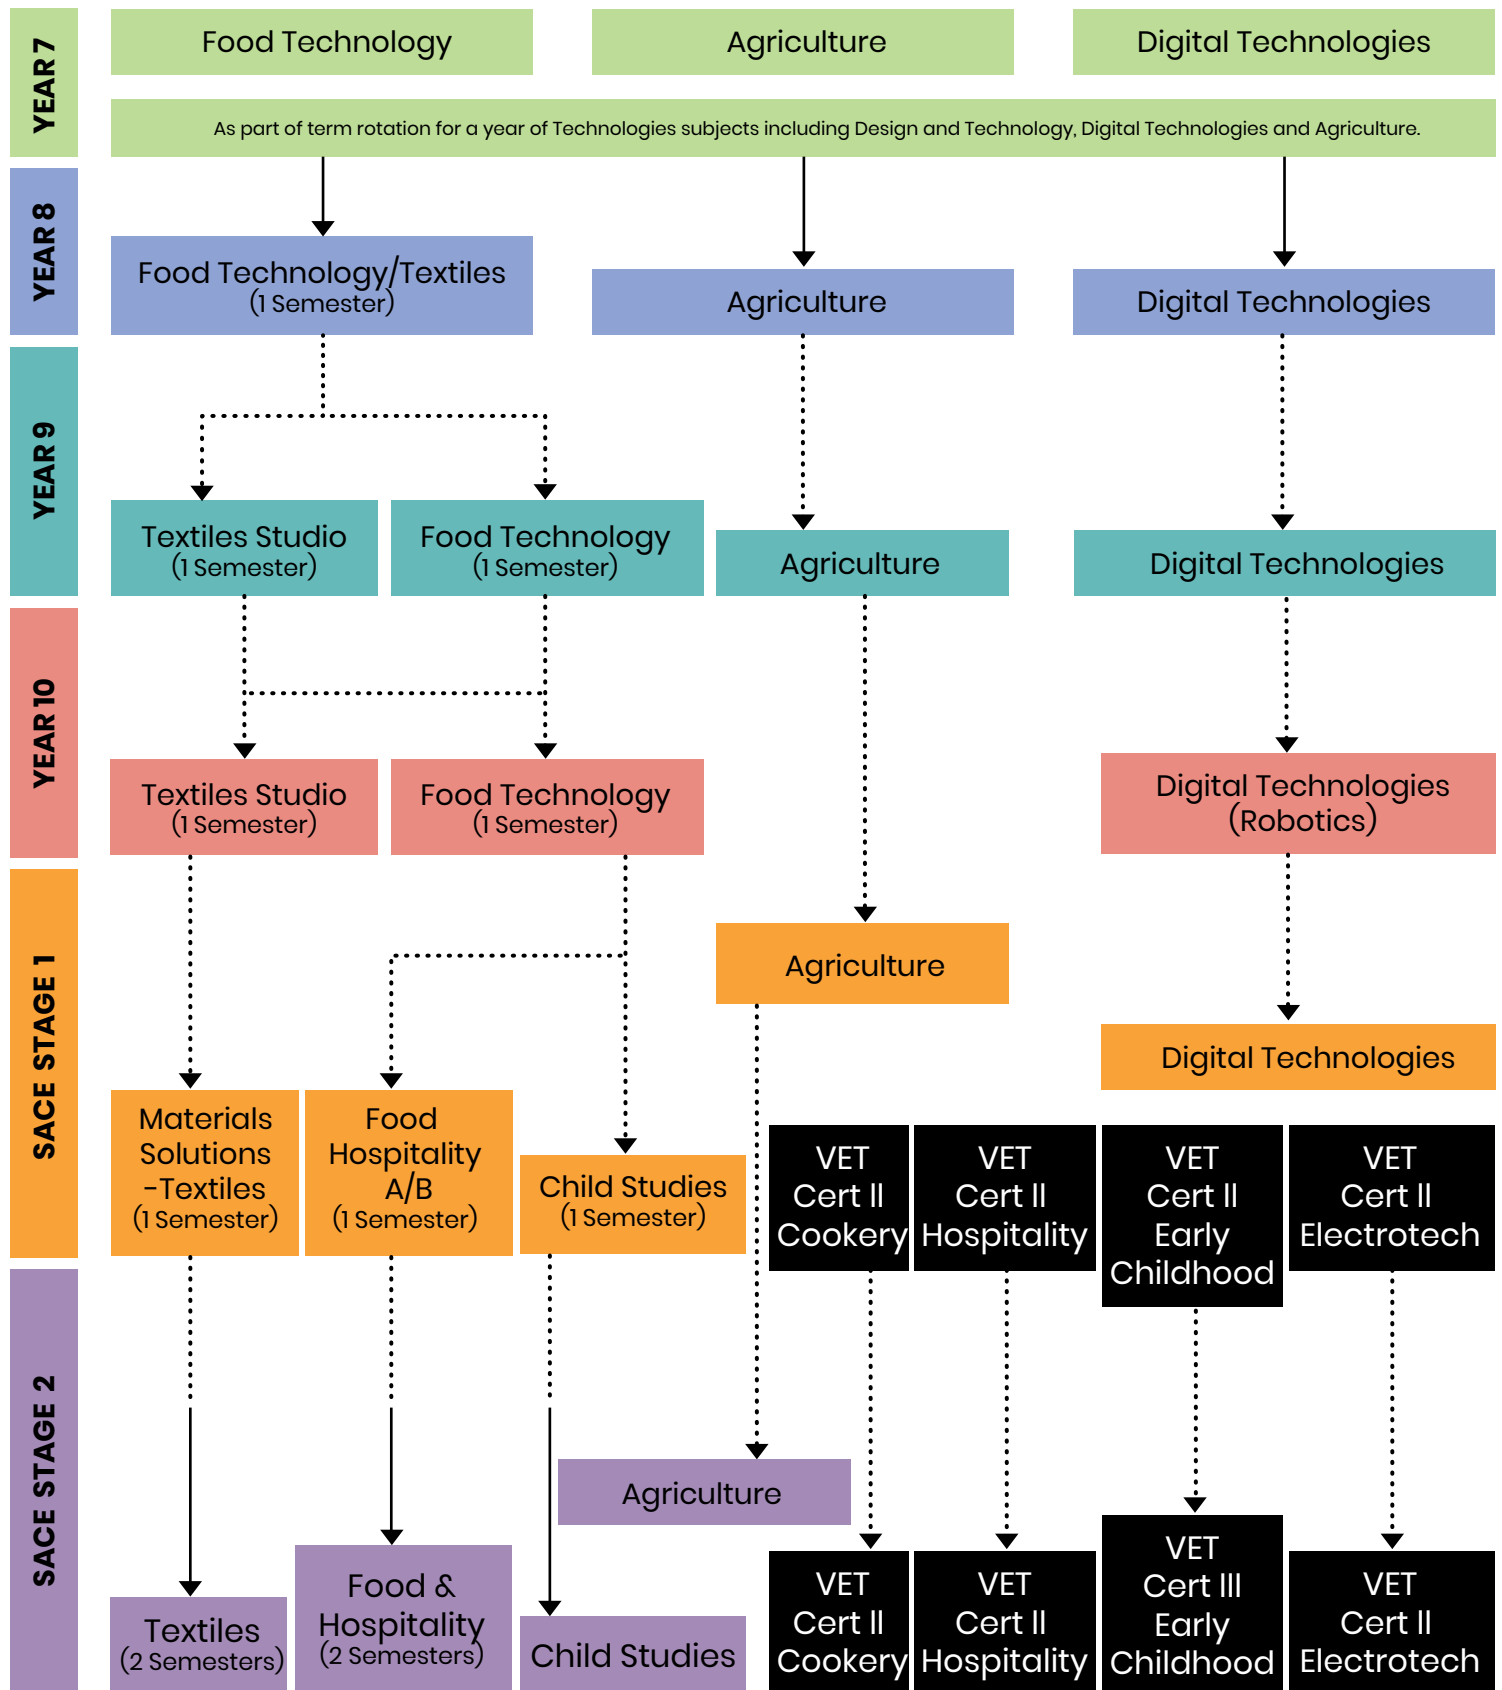 YEAR 7
Food Technology
Agriculture
Digital Technologies
As part of term rotation for a year of Technologies subjects including Design and Technology, Digital Technologies and Agriculture.
YEAR 8
Food Technology/Textiles
(1 Semester)
Agriculture
Digital Technologies
YEAR 9
Textiles Studio
(1 Semester)
Food Technology
(1 Semester)
Agriculture
Digital Technologies
YEAR 10
Textiles Studio
(1 Semester)
Food Technology
(1 Semester)
Digital Technologies
(Robotics)
SACE STAGE 1
Agriculture
Digital Technologies
Materials
Solutions
-Textiles
(1 Semester)
Food
Hospitality
A/B
(1 Semester)
Child Studies
(1 Semester)
VET
Cert II
Cookery
VET
Cert II
Hospitality
VET
Cert II
Early
Childhood
VET
Cert II
Electrotech
SACE STAGE 2
Agriculture
Textiles
(2 Semesters)
Food &
Hospitality
(2 Semesters)
Child Studies
VET
Cert II
Cookery
VET
Cert II
Hospitality
VET
Cert III
Early
Childhood
VET
Cert II
Electrotech